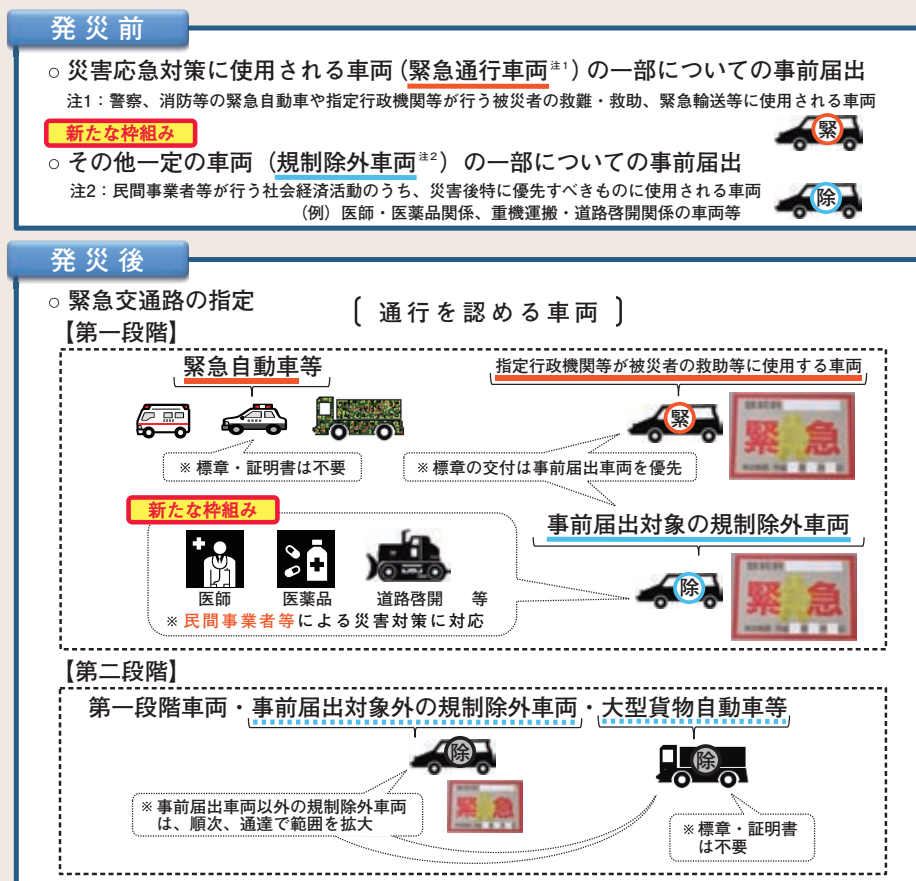 発災前
○ 災害応急対策に使用される車両（緊急通行車両注1）の一部についての事前届出
注1：警察、消防等の緊急自動車や指定行政機関等が行う被災者の救難・救助、緊急輸送等に使用される車両
緊
新たな枠組み
○ その他一定の車両（規制除外車両注2）の一部についての事前届出
注2：民間事業者等が行う社会経済活動のうち、災害後特に優先すべきものに使用される車両
（例）医師・医薬品関係、重機運搬・道路啓開関係の車両等
除
発災後
○ 緊急交通路の指定
〔 通行を認める車両 〕
【第一段階】
緊急自動車等
指定行政機関等が被災者の救助等に使用する車両
緊
緊急
※ 標章・証明書は不要
※ 標章の交付は事前届出車両を優先
新たな枠組み
事前届出対象の規制除外車両
医師
医薬品
道路啓開
等
※ 民間事業者等による災害対策に対応
除
緊急
【第二段階】
第一段階車両・事前届出対象外の規制除外車両・大型貨物自動車等
除
除
緊急
※ 事前届出車両以外の規制除外車両
は、順次、通達で範囲を拡大
※ 標章・証明書
は不要